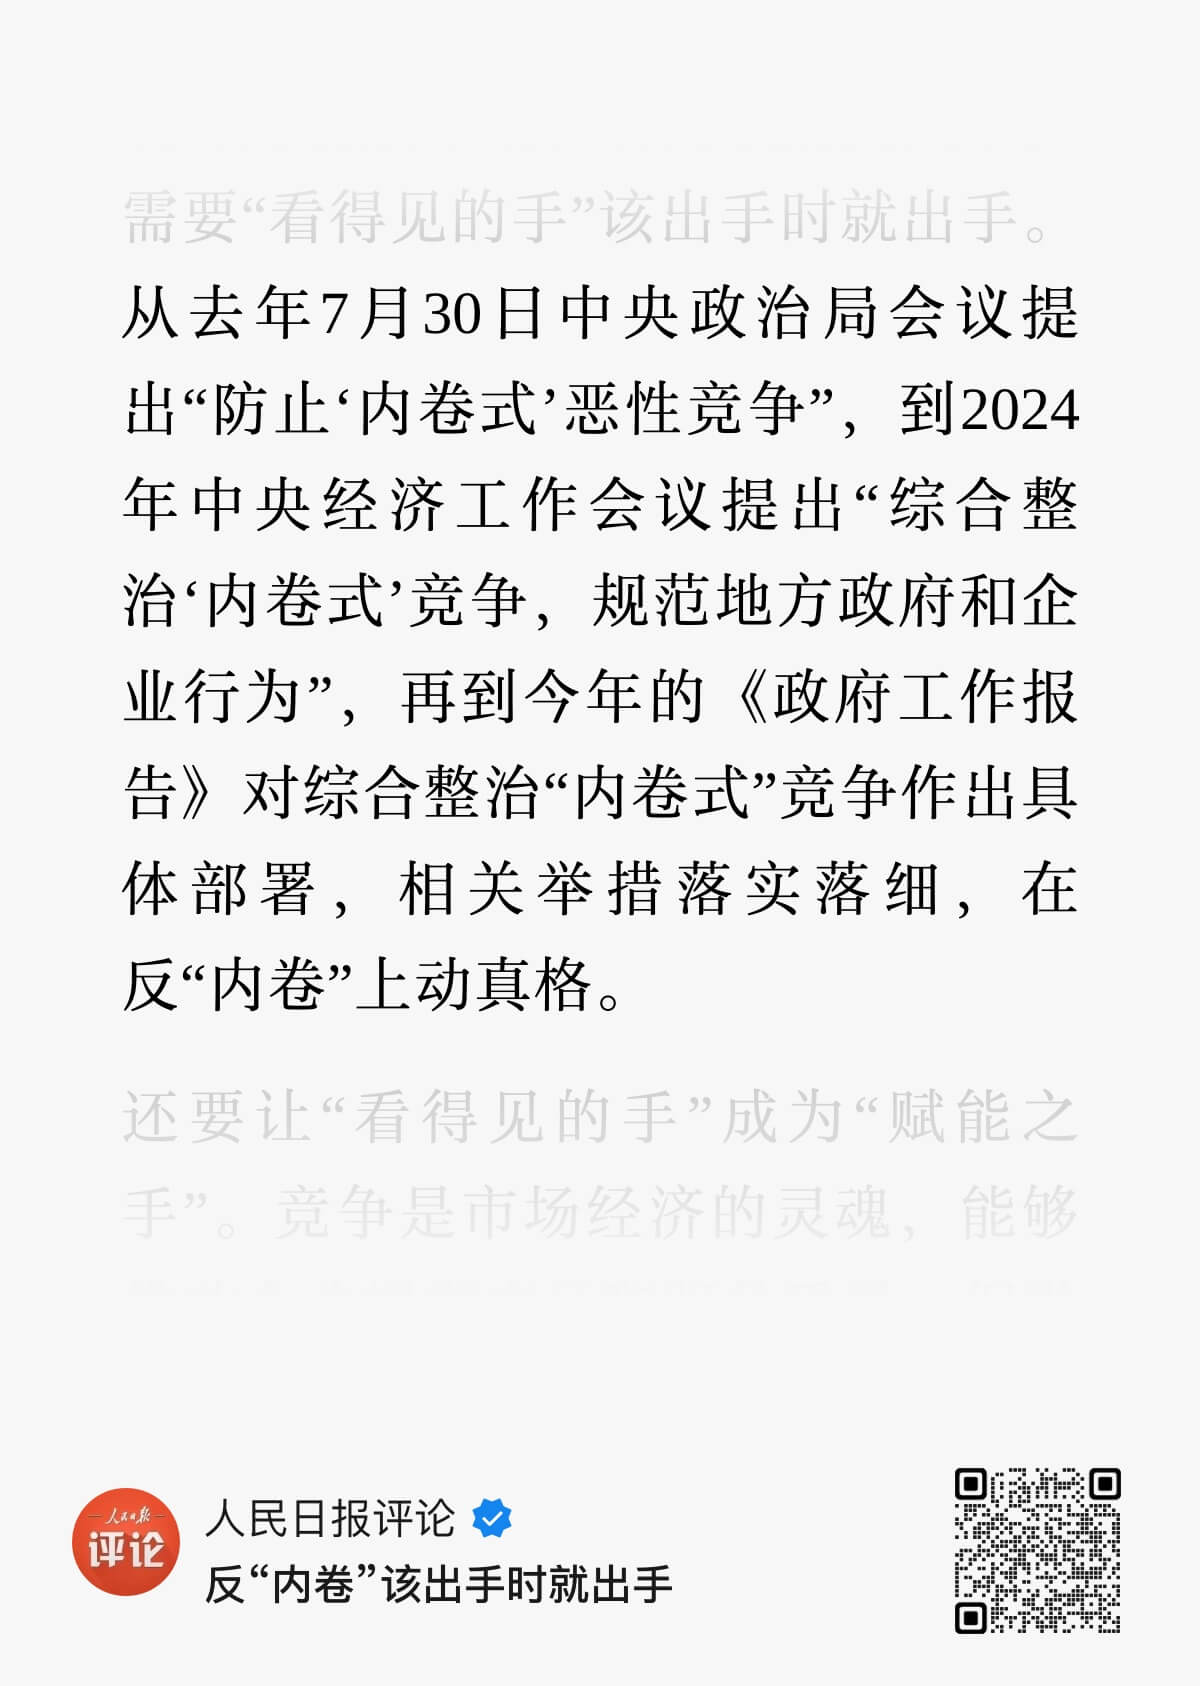 需要“看得见的手”该出手时就出手。
从去年7月30日中央政治局会议提
出“防止‘内卷式’恶性竞争”，到2024
年中央经济工作会议提出“综合整
治‘内卷式’竞争，规范地方政府和企
业行为”，再到今年的《政府工作报
告》对综合整治“内卷式”竞争作出具
体部署，相关举措落实落细，在
反“内卷”上动真格。
还要让“看得见的手”成为“赋能之
手”。竞争是市场经济的灵魂，能够
人民日报
评论
人民日报评论
反“内卷”该出手时就出手